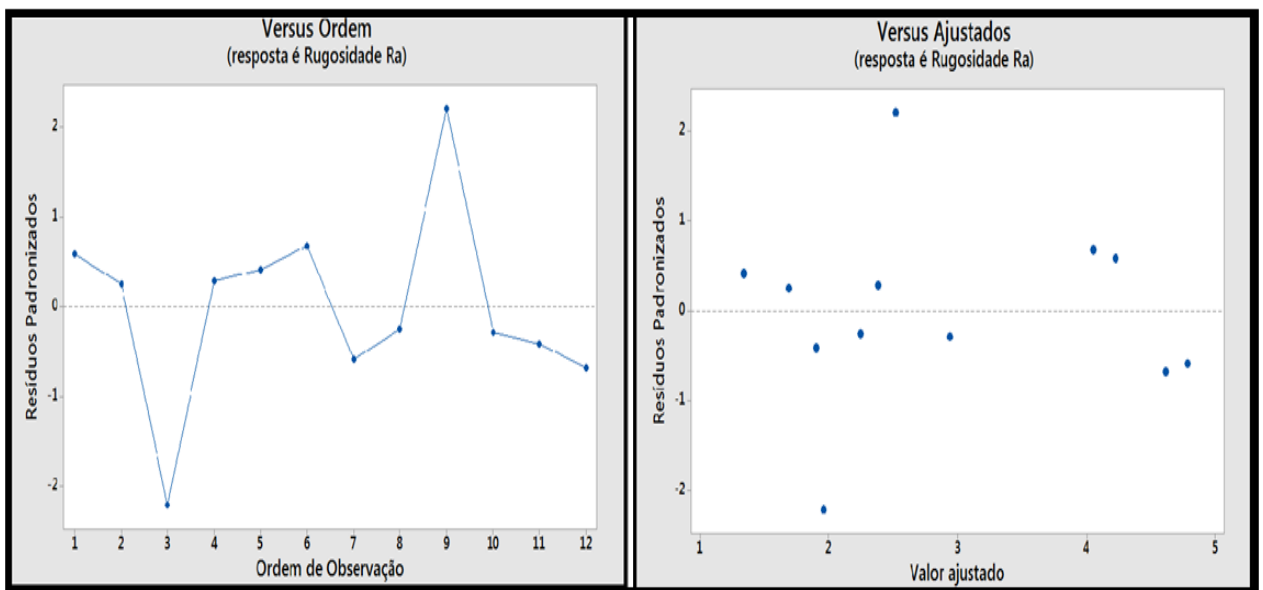 Versus Ordem
(resposta é Rugosidade Ra)
Resíduos Padronizados
2
1
0
-1
-2
1 2 3 4 5 6 7 8 9 10 11 12
Ordem de Observação
Versus Ajustados
(resposta é Rugosidade Ra)
Resíduos Padronizados
2
1
0
-1
-2
1 2 3 4 5
Valor ajustado